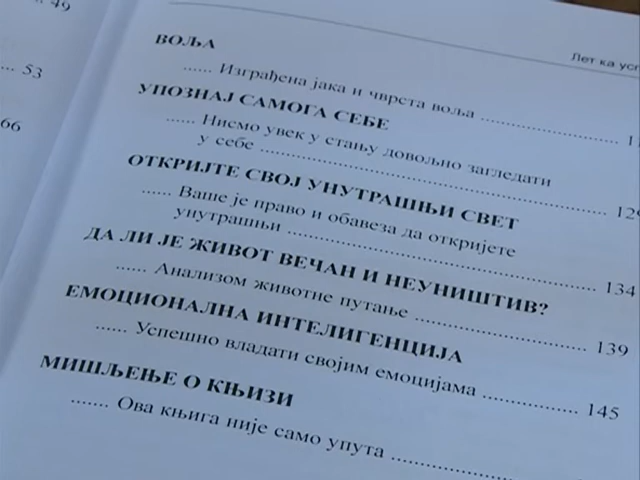 49
53
66
Лет ка
ВОЉА
...... Изграђена јака и чврста воља ....................
УПОЗНАЈ САМОГА СЕБЕ
...... Нисмо увек у стању довољно загледати
у себе .................................................. 129
ОТКРИЈТЕ СВОЈ УНУТРАШЊИ СВЕТ
...... Ваше је право и обавеза да откријете
унутрашњи .............................................. 134
ДА ЛИ ЈЕ ЖИВОТ ВЕЧАН И НЕУНИШТИВ?
...... Анализом животне путање ........................ 139
ЕМОЦИОНАЛНА ИНТЕЛИГЕНЦИЈА
...... Успешно владати својим емоцијама .............. 145
МИШЉЕЊЕ О КЊИЗИ
....... Ова књига није само упута ......................